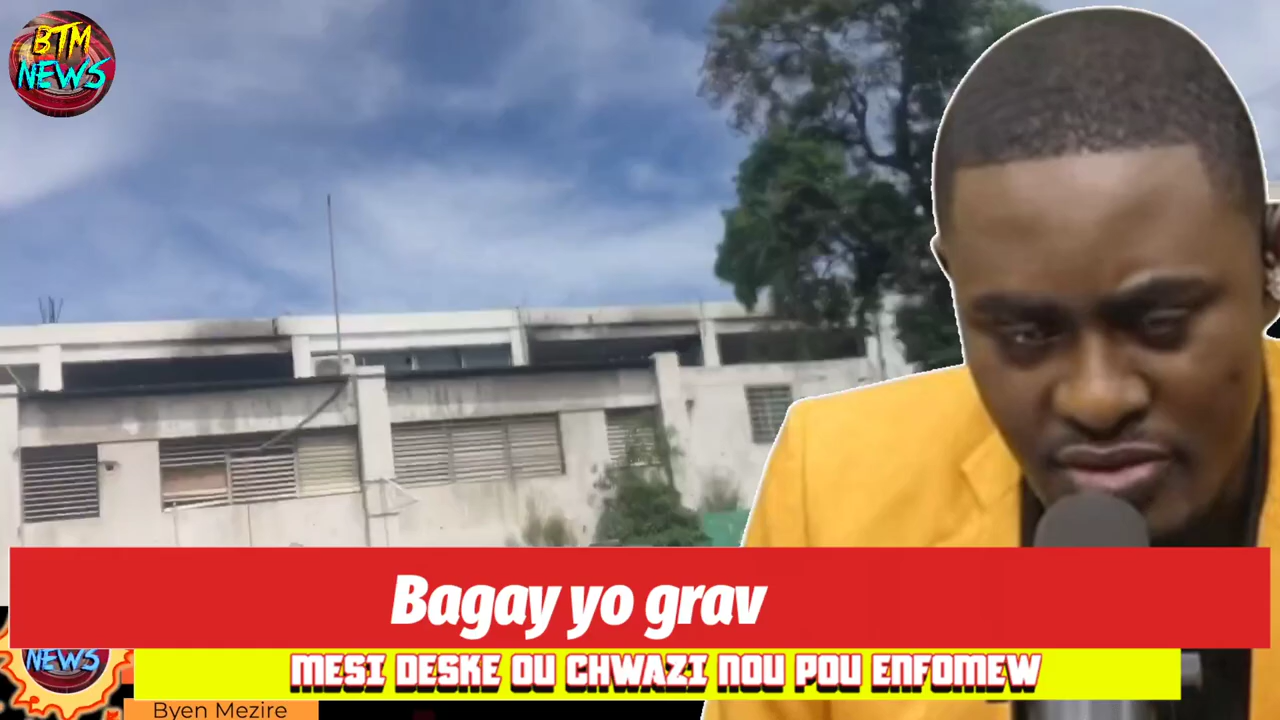 BTM
NEWS
Bagay yo grav
NEWS
MESI DESKE OU CHWAZI NOU POU ENFOMEW
Byen Mezire